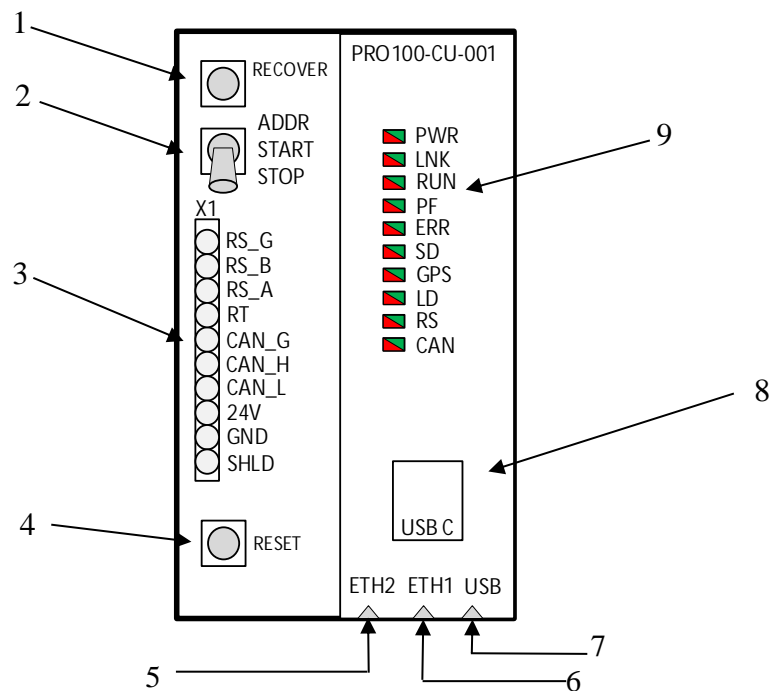 1
RECOVER
PRO100-CU-001
2
ADDR
START
STOP
PWR
LNK
RUN
PF
ERR
SD
GPS
LD
RS
CAN
9
X1
3
RS_G
RS_B
RS_A
RT
CAN_G
CAN_H
CAN_L
24V
GND
SHLD
8
USB C
4
RESET
ETH2 ETH1 USB
5
6
7